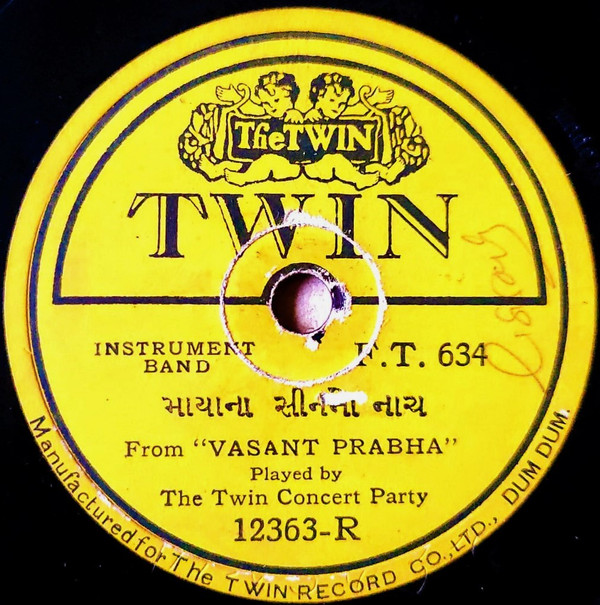 The TWIN
TWIN
INSTRUMENT
BAND
F.T. 634
માયાના સીનનો નાચ
From "VASANT PRABHA"
Played by
The Twin Concert Party
12363-R
Manufactured for The TWIN RECORD CO., LTD., DUM DUM.